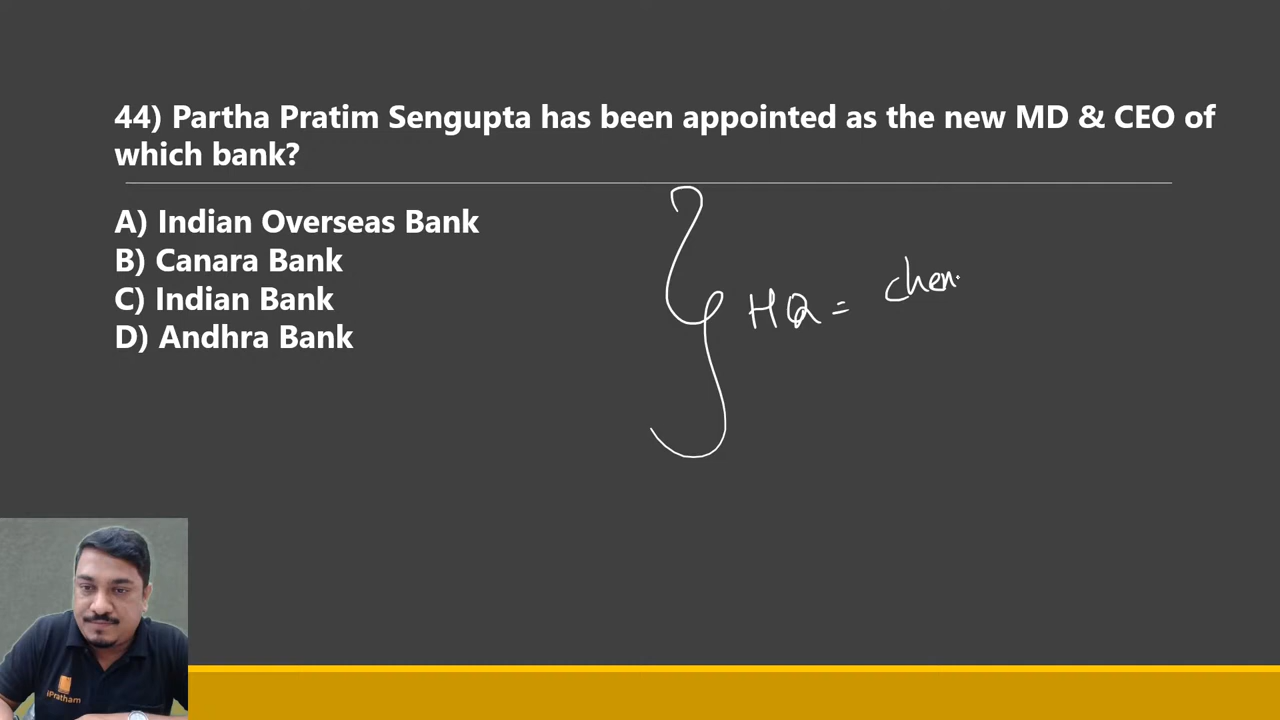 44) Partha Pratim Sengupta has been appointed as the new MD & CEO of
which bank?
A) Indian Overseas Bank
B) Canara Bank
C) Indian Bank
D) Andhra Bank
HQ = chen
iPratham